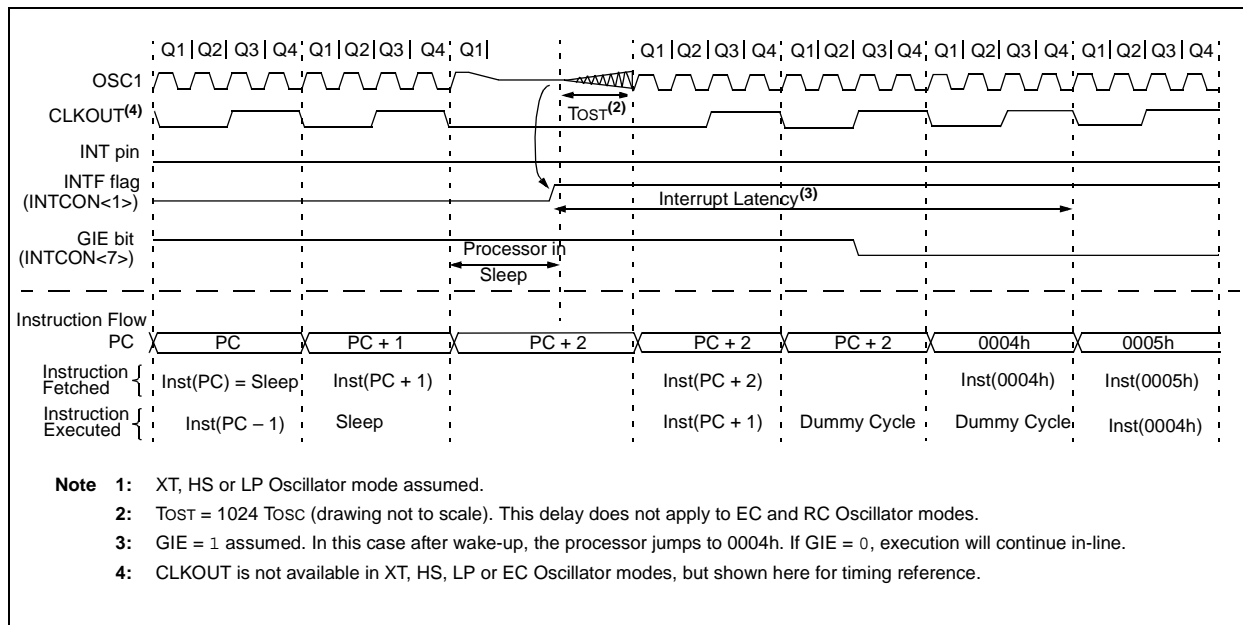 Q1 | Q2 | Q3 | Q4 | Q1 | Q2 | Q3 | Q4 | Q1 | Q1 | Q2 | Q3 | Q4 | Q1 | Q2 | Q3 | Q4 | Q1 | Q2 | Q3 | Q4 | Q1 | Q2 | Q3 | Q4
OSC1
CLKOUT(4)
TOST(2)
INT pin
INTF flag
(INTCON<1>)
Interrupt Latency(3)
GIE bit
(INTCON<7>)
Processor in
Sleep
Instruction Flow
PC PC PC + 1 PC + 2 PC + 2 PC + 2 0004h 0005h
Instruction
Fetched
Inst(PC) = Sleep Inst(PC + 1) Inst(PC + 2) Inst(0004h) Inst(0005h)
Instruction
Executed
Inst(PC – 1) Sleep Inst(PC + 1) Dummy Cycle Dummy Cycle Inst(0004h)
Note 1: XT, HS or LP Oscillator mode assumed.
2: TOST = 1024 TOSC (drawing not to scale). This delay does not apply to EC and RC Oscillator modes.
3: GIE = 1 assumed. In this case after wake-up, the processor jumps to 0004h. If GIE = 0, execution will continue in-line.
4: CLKOUT is not available in XT, HS, LP or EC Oscillator modes, but shown here for timing reference.